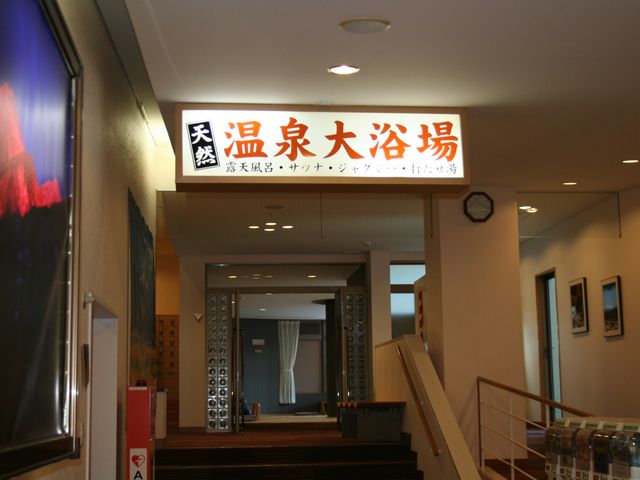 天然
温泉大浴場
露天風呂・サウナ・ジャグジー・打たせ湯
A